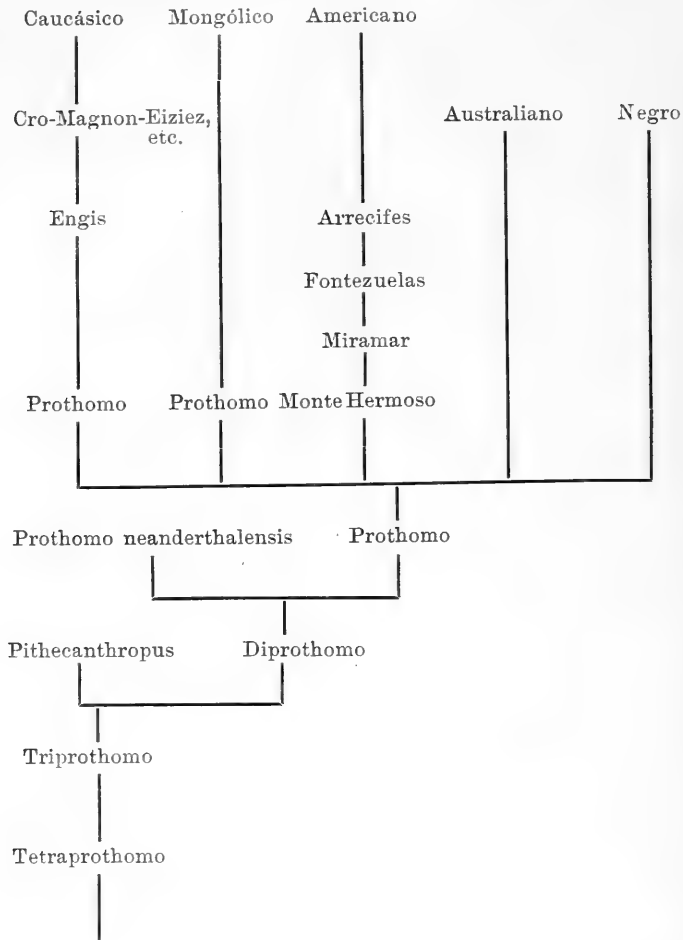 Caucásico Mongólico Americano
Cro-Magnon-Eiziez, etc.
Australiano Negro
Engis Arrecifes
Fontezuelas
Miramar
Prothomo Prothomo Monte Hermoso
Prothomo neanderthalensis Prothomo
Pithecanthropus Diprothomo
Triprothomo
Tetraprothomo